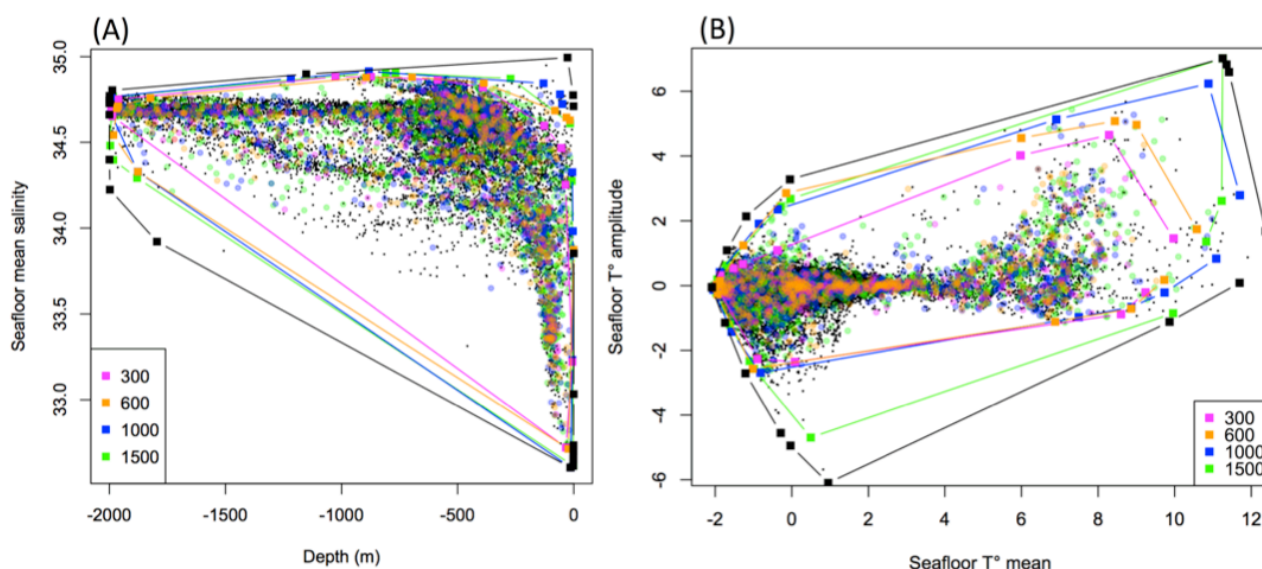 (A)
35.0
34.5
34.0
33.5
33.0
Seafloor mean salinity
300
600
1000
1500
-2000 -1500 -1000 -500 0
Depth (m)
(B)
6
4
2
0
-2
-4
-6
Seafloor T° amplitude
300
600
1000
1500
-2 0 2 4 6 8 10 12
Seafloor T° mean